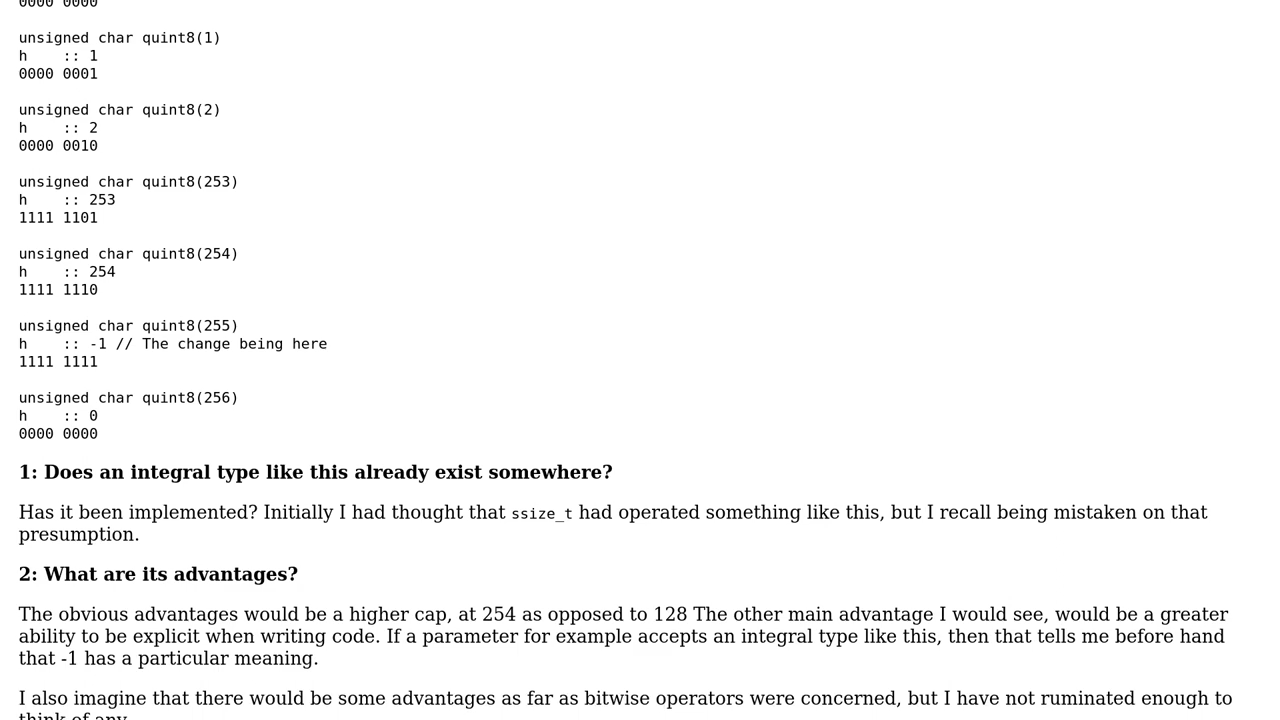 0000 0000
unsigned char quint8(1)
h    :: 1
0000 0001
unsigned char quint8(2)
h    :: 2
0000 0010
unsigned char quint8(253)
h    :: 253
1111 1101
unsigned char quint8(254)
h    :: 254
1111 1110
unsigned char quint8(255)
h    :: -1 // The change being here
1111 1111
unsigned char quint8(256)
h    :: 0
0000 0000
1: Does an integral type like this already exist somewhere?
Has it been implemented? Initially I had thought that ssize_t had operated something like this, but I recall being mistaken on that
presumption.
2: What are its advantages?
The obvious advantages would be a higher cap, at 254 as opposed to 128 The other main advantage I would see, would be a greater
ability to be explicit when writing code. If a parameter for example accepts an integral type like this, then that tells me before hand
that -1 has a particular meaning.
I also imagine that there would be some advantages as far as bitwise operators were concerned, but I have not ruminated enough to
think of any